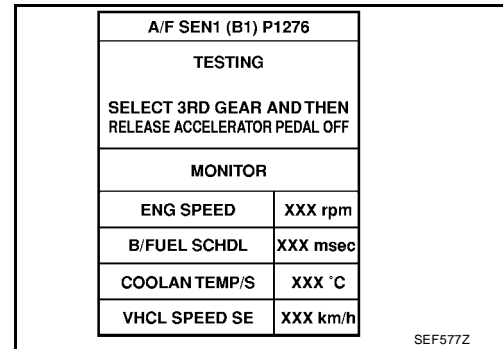 A/F SEN1 (B1) P1276
TESTING
SELECT 3RD GEAR AND THEN
RELEASE ACCELERATOR PEDAL OFF
MONITOR
ENG SPEED XXX rpm
B/FUEL SCHDL XXX msec
COOLAN TEMP/S XXX °C
VHCL SPEED SE XXX km/h
SEF577Z